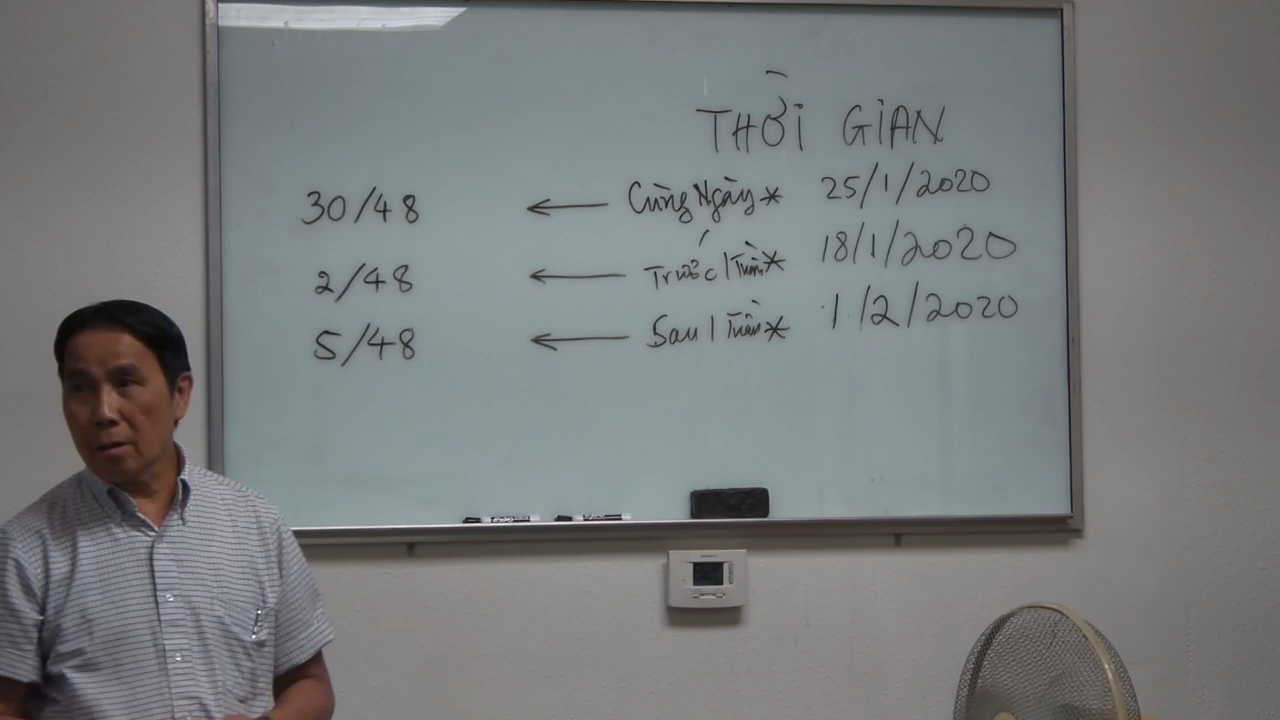 THỜI GIAN
30/48 ← Cùng Ngày * 25/1/2020
2/48 ← Trước 1 Tuần * 18/1/2020
5/48 ← Sau 1 Tuần * 1/2/2020